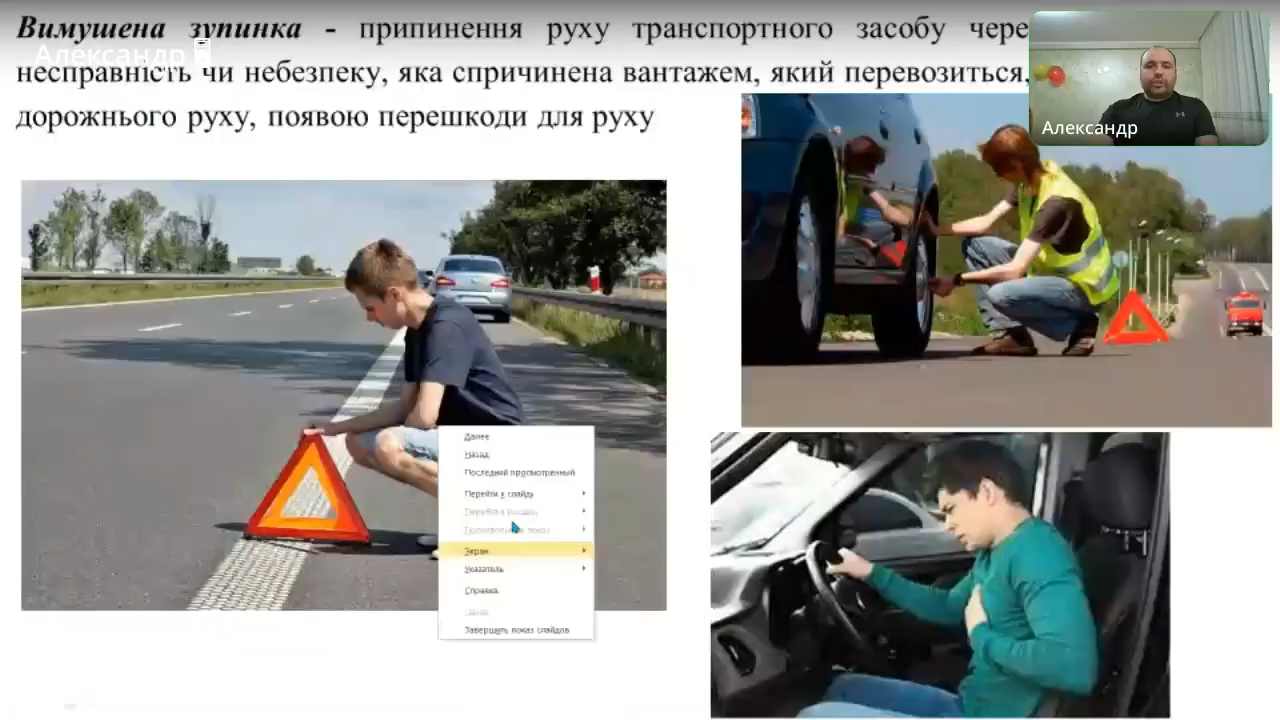 Вимушена зупинка - припинення руху транспортного засобу чере
Александр
несправність чи небезпеку, яка спричинена вантажем, який перевозиться,
дорожнього руху, появою перешкоди для руху
Александр
Далее
Назад
Последний просмотренный
Перейти к слайду
Экран
Указатель
Справка
Завершить показ слайдов